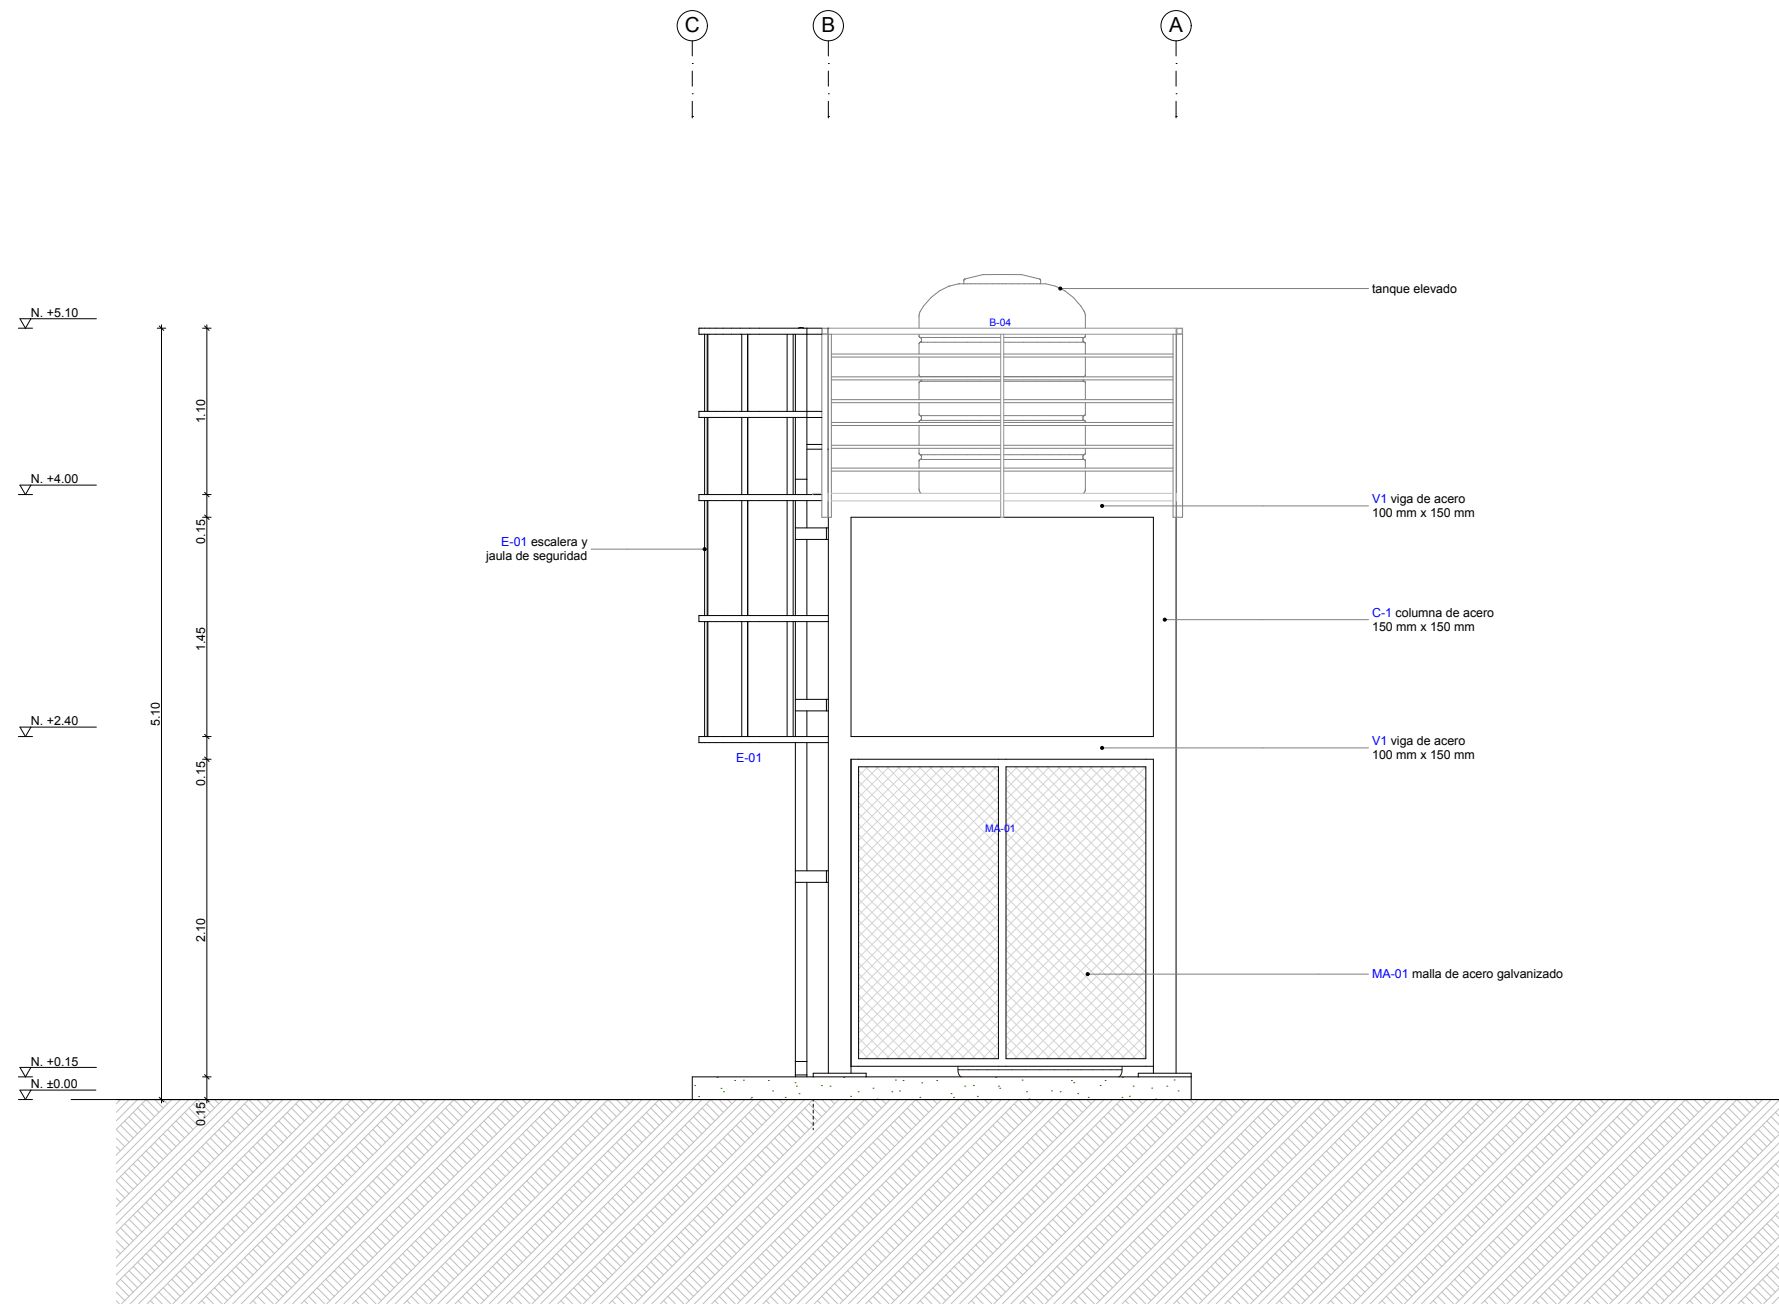 C
B
A
tanque elevado
N. +5.10
B-04
1.10
N. +4.00
V1 viga de acero
100 mm x 150 mm
0.15
E-01 escalera y
jaula de seguridad
C-1 columna de acero
150 mm x 150 mm
1.45
5.10
N. +2.40
V1 viga de acero
100 mm x 150 mm
E-01
0.15
MA-01
2.10
MA-01 malla de acero galvanizado
N. +0.15
N. ±0.00
0.15